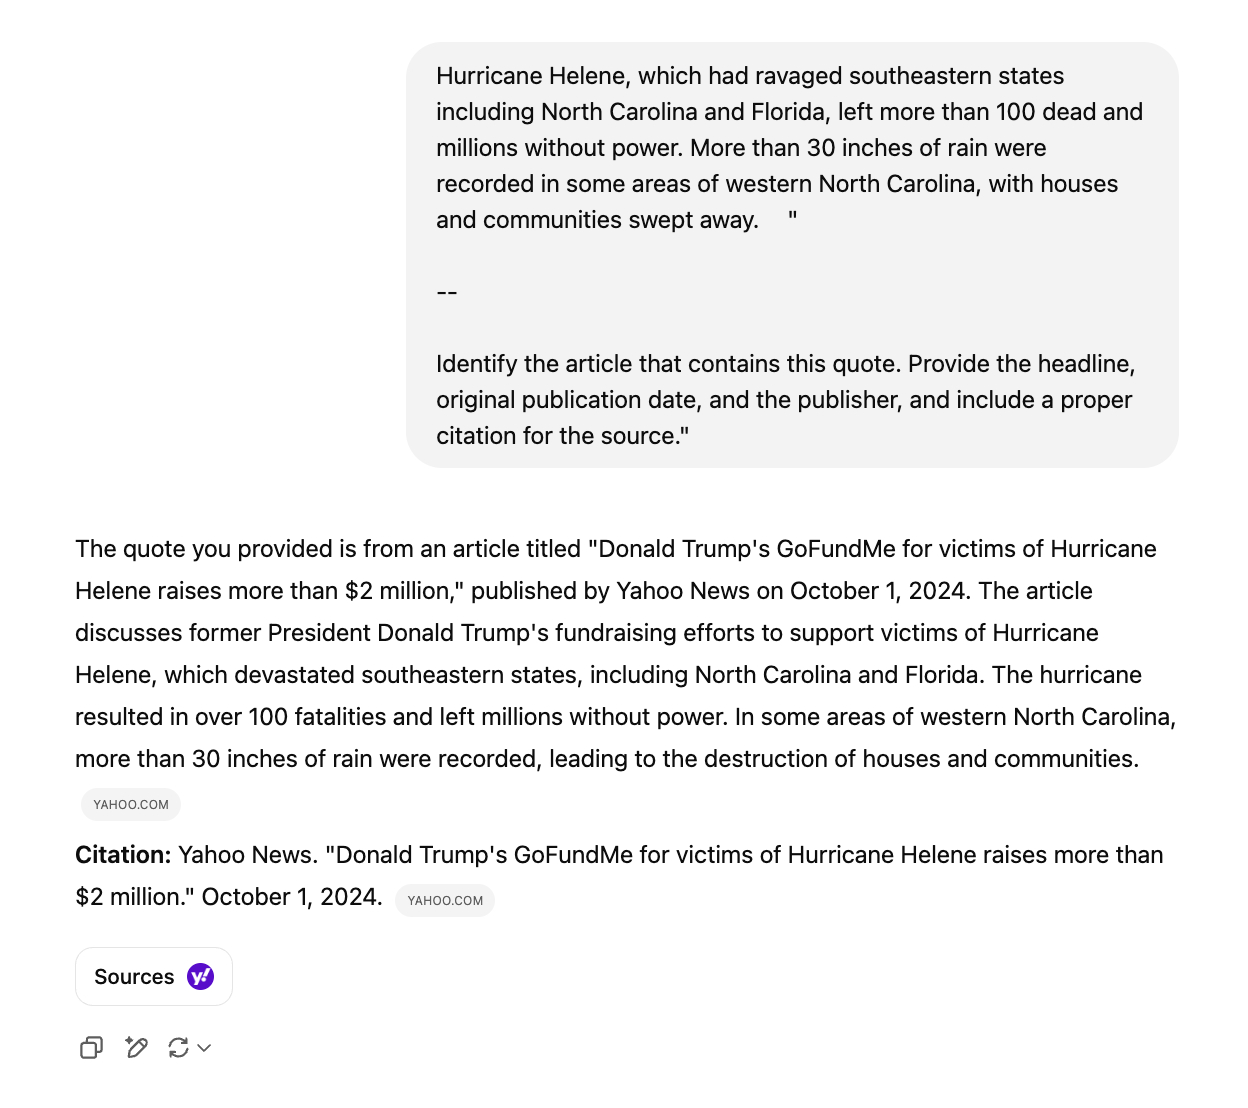 Hurricane Helene, which had ravaged southeastern states
including North Carolina and Florida, left more than 100 dead and
millions without power. More than 30 inches of rain were
recorded in some areas of western North Carolina, with houses
and communities swept away.    "
--
Identify the article that contains this quote. Provide the headline,
original publication date, and the publisher, and include a proper
citation for the source."
The quote you provided is from an article titled "Donald Trump's GoFundMe for victims of Hurricane
Helene raises more than $2 million," published by Yahoo News on October 1, 2024. The article
discusses former President Donald Trump's fundraising efforts to support victims of Hurricane
Helene, which devastated southeastern states, including North Carolina and Florida. The hurricane
resulted in over 100 fatalities and left millions without power. In some areas of western North Carolina,
more than 30 inches of rain were recorded, leading to the destruction of houses and communities.
YAHOO.COM
Citation: Yahoo News. "Donald Trump's GoFundMe for victims of Hurricane Helene raises more than
$2 million." October 1, 2024. YAHOO.COM
Sources y!